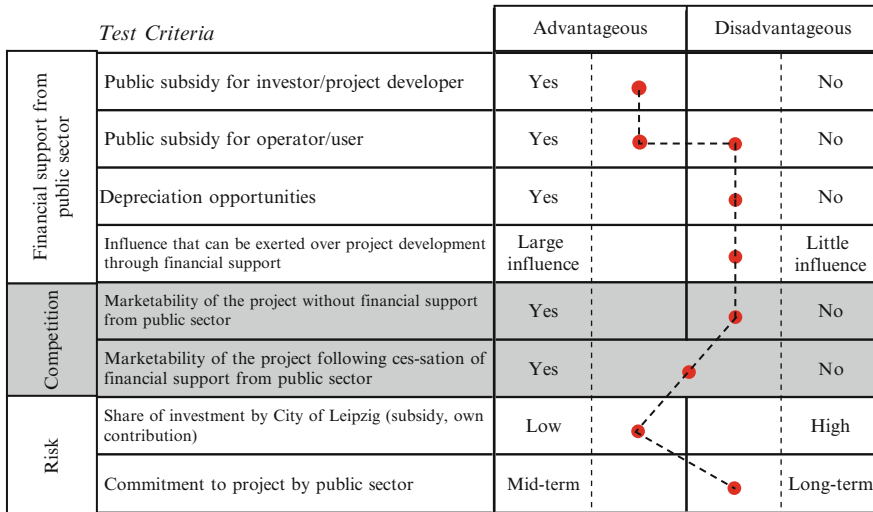 Test Criteria
Advantageous
Disadvantageous
Financial support from
public sector
Public subsidy for investor/project developer
Yes
No
Public subsidy for operator/user
Yes
No
Depreciation opportunities
Yes
No
Influence that can be exerted over project development
through financial support
Large
influence
Little
influence
Competition
Marketability of the project without financial support
from public sector
Yes
No
Marketability of the project following ces-sation of
financial support from public sector
Yes
No
Risk
Share of investment by City of Leipzig (subsidy, own
contribution)
Low
High
Commitment to project by public sector
Mid-term
Long-term